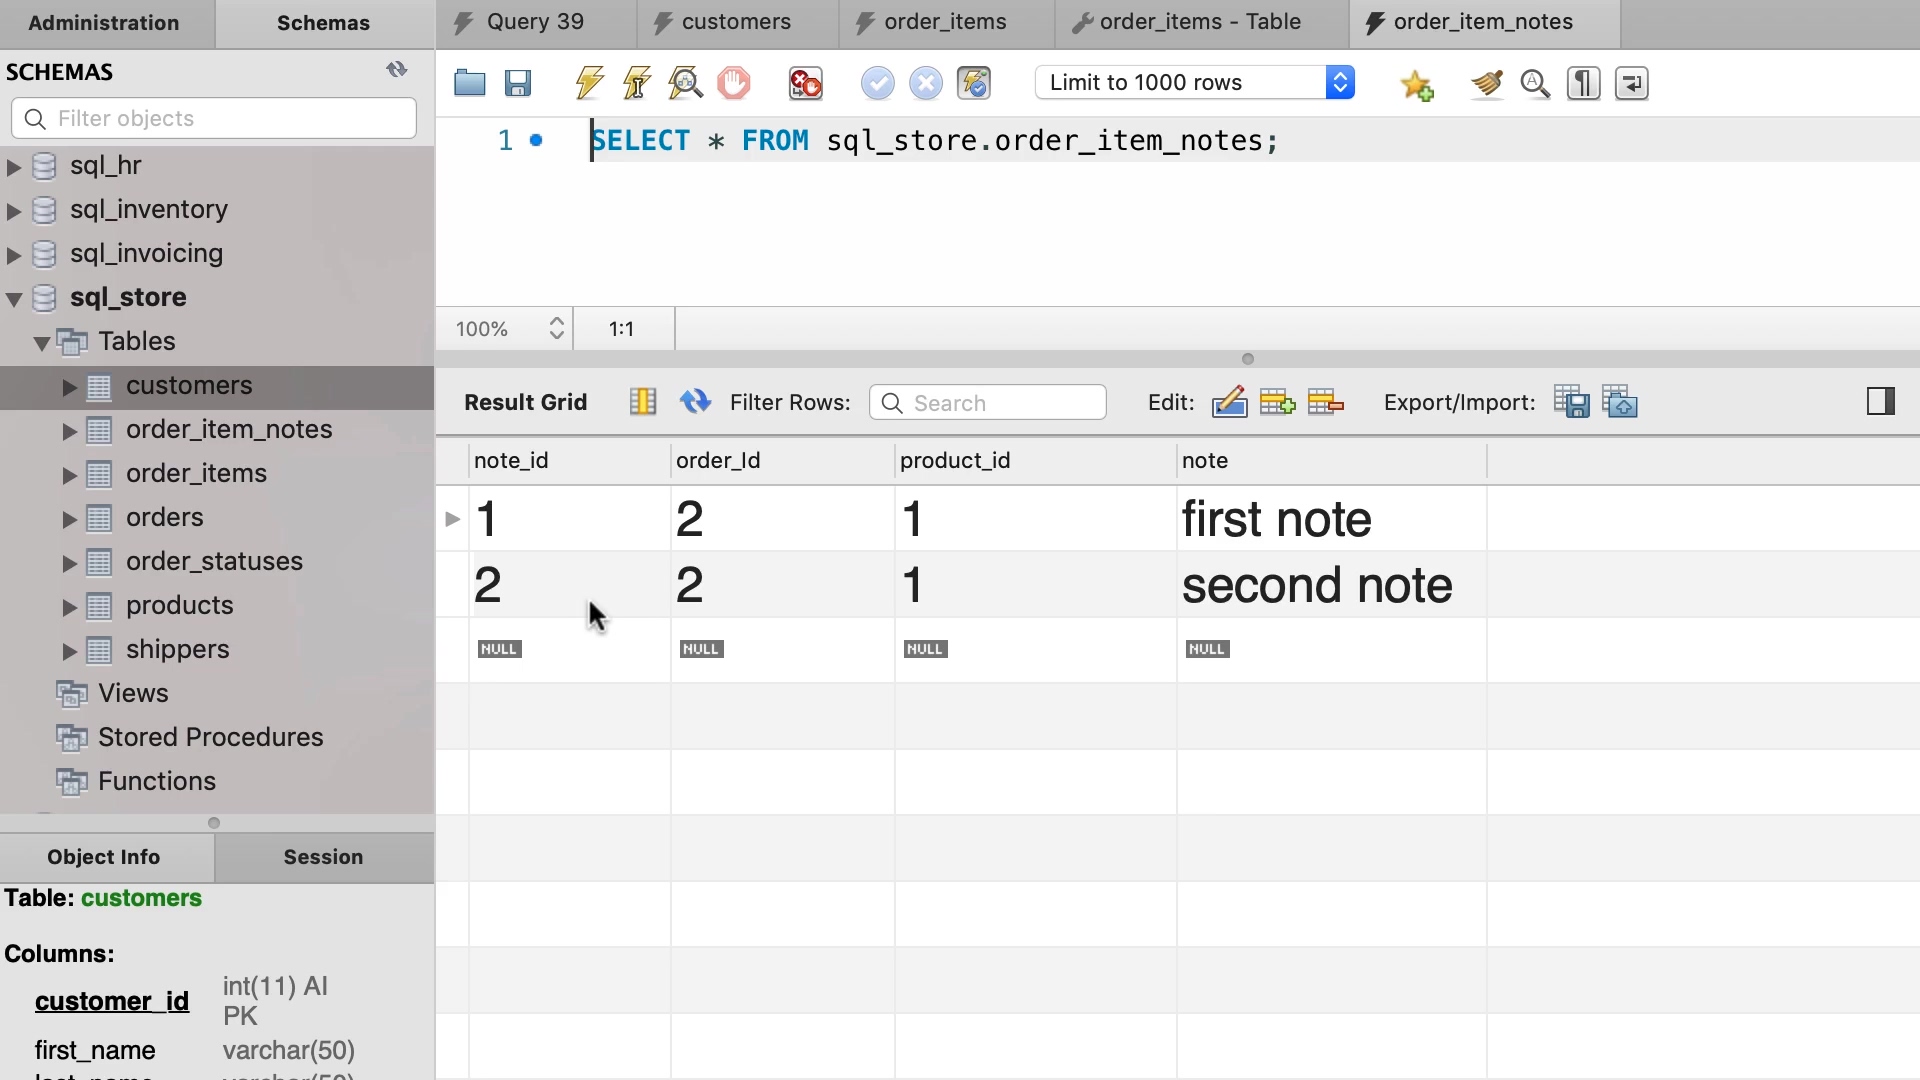 Administration
Schemas
Query 39
customers
order_items
order_items - Table
order_item_notes
SCHEMAS
Filter objects
Limit to 1000 rows
1
SELECT * FROM sql_store.order_item_notes;
sql_hr
sql_inventory
sql_invoicing
sql_store
Tables
customers
order_item_notes
order_items
orders
order_statuses
products
shippers
Views
Stored Procedures
Functions
100%
1:1
Result Grid
Filter Rows:
Search
Edit:
Export/Import:
note_id order_Id product_id note
1 2 1 first note
2 2 1 second note
NULL NULL NULL NULL
Object Info
Session
Table: customers
Columns:
customer_id int(11) AI
PK
first_name varchar(50)